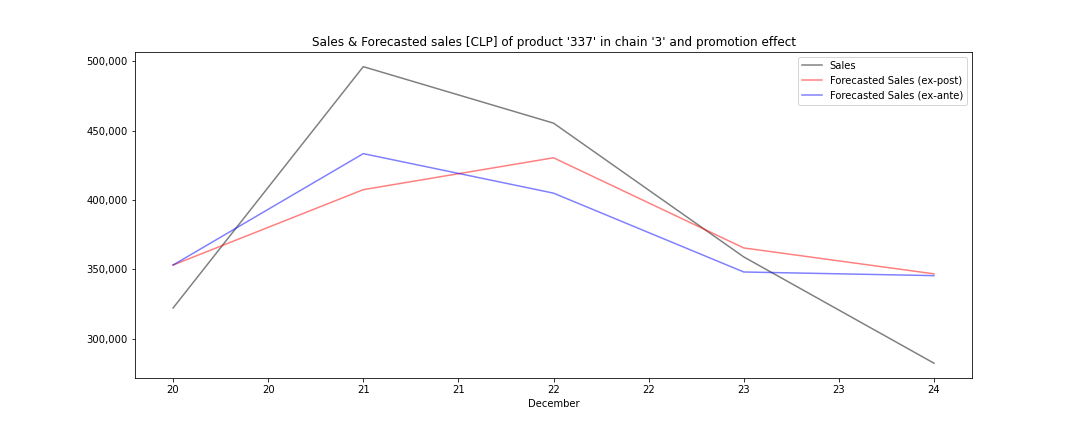 Sales & Forecasted sales [CLP] of product '337' in chain '3' and promotion effect
Sales
Forecasted Sales (ex-post)
Forecasted Sales (ex-ante)
500,000
450,000
400,000
350,000
300,000
20 20 21 21 22 22 23 23 24
December